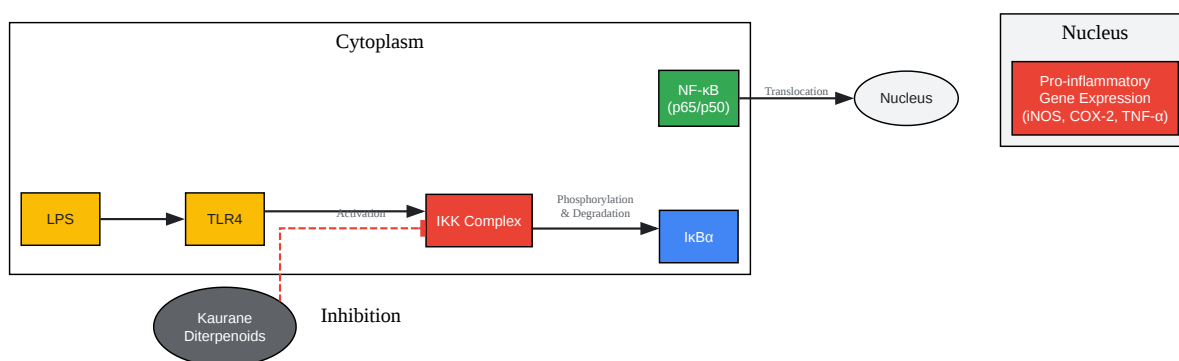 Cytoplasm
NF-κB
(p65/p50)
Translocation
Nucleus
Nucleus
Pro-inflammatory
Gene Expression
(iNOS, COX-2, TNF-α)
LPS
TLR4
Activation
IKK Complex
Phosphorylation
& Degradation
IκBα
Kaurane
Diterpenoids
Inhibition